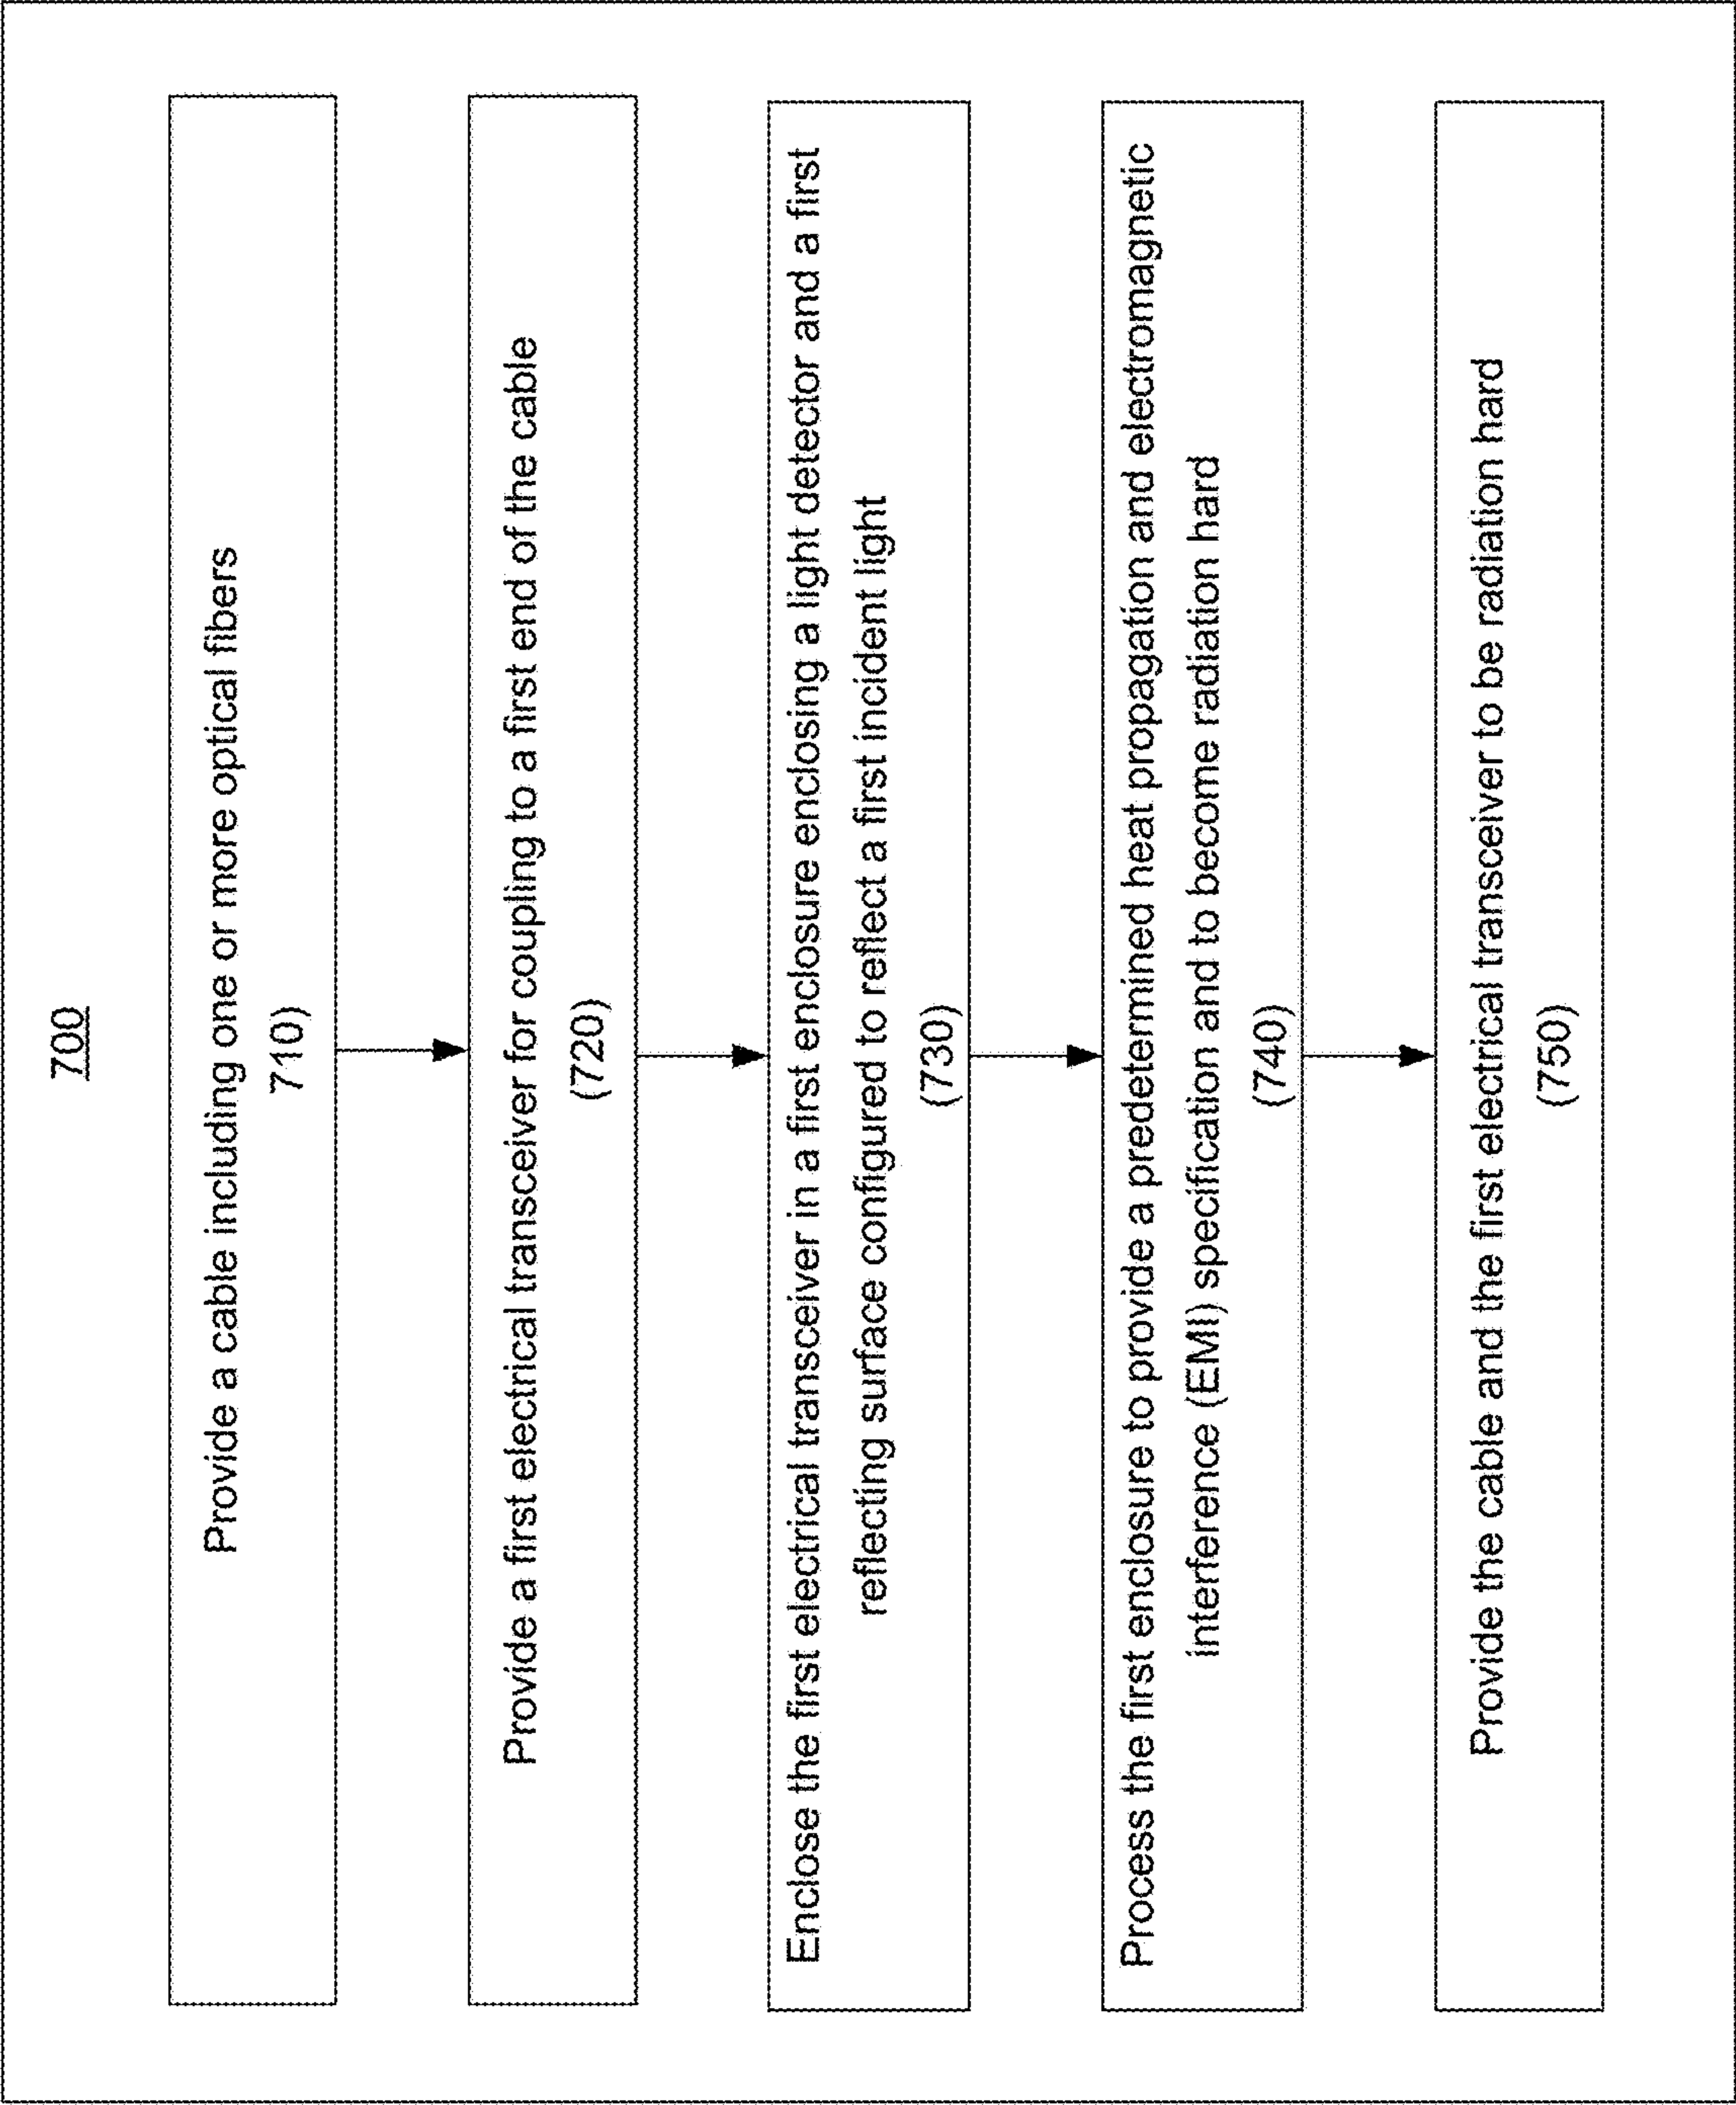 700
Provide a cable including one or more optical fibers
710)
Provide a first electrical transceiver for coupling to a first end of the cable
(720)
Enclose the first electrical transceiver in a first enclosure enclosing a light detector and a first
reflecting surface configured to reflect a first incident light
(730)
Process the first enclosure to provide a predetermined heat propagation and electromagnetic
interference (EMI) specification and to become radiation hard
(740)
Provide the cable and the first electrical transceiver to be radiation hard
(750)